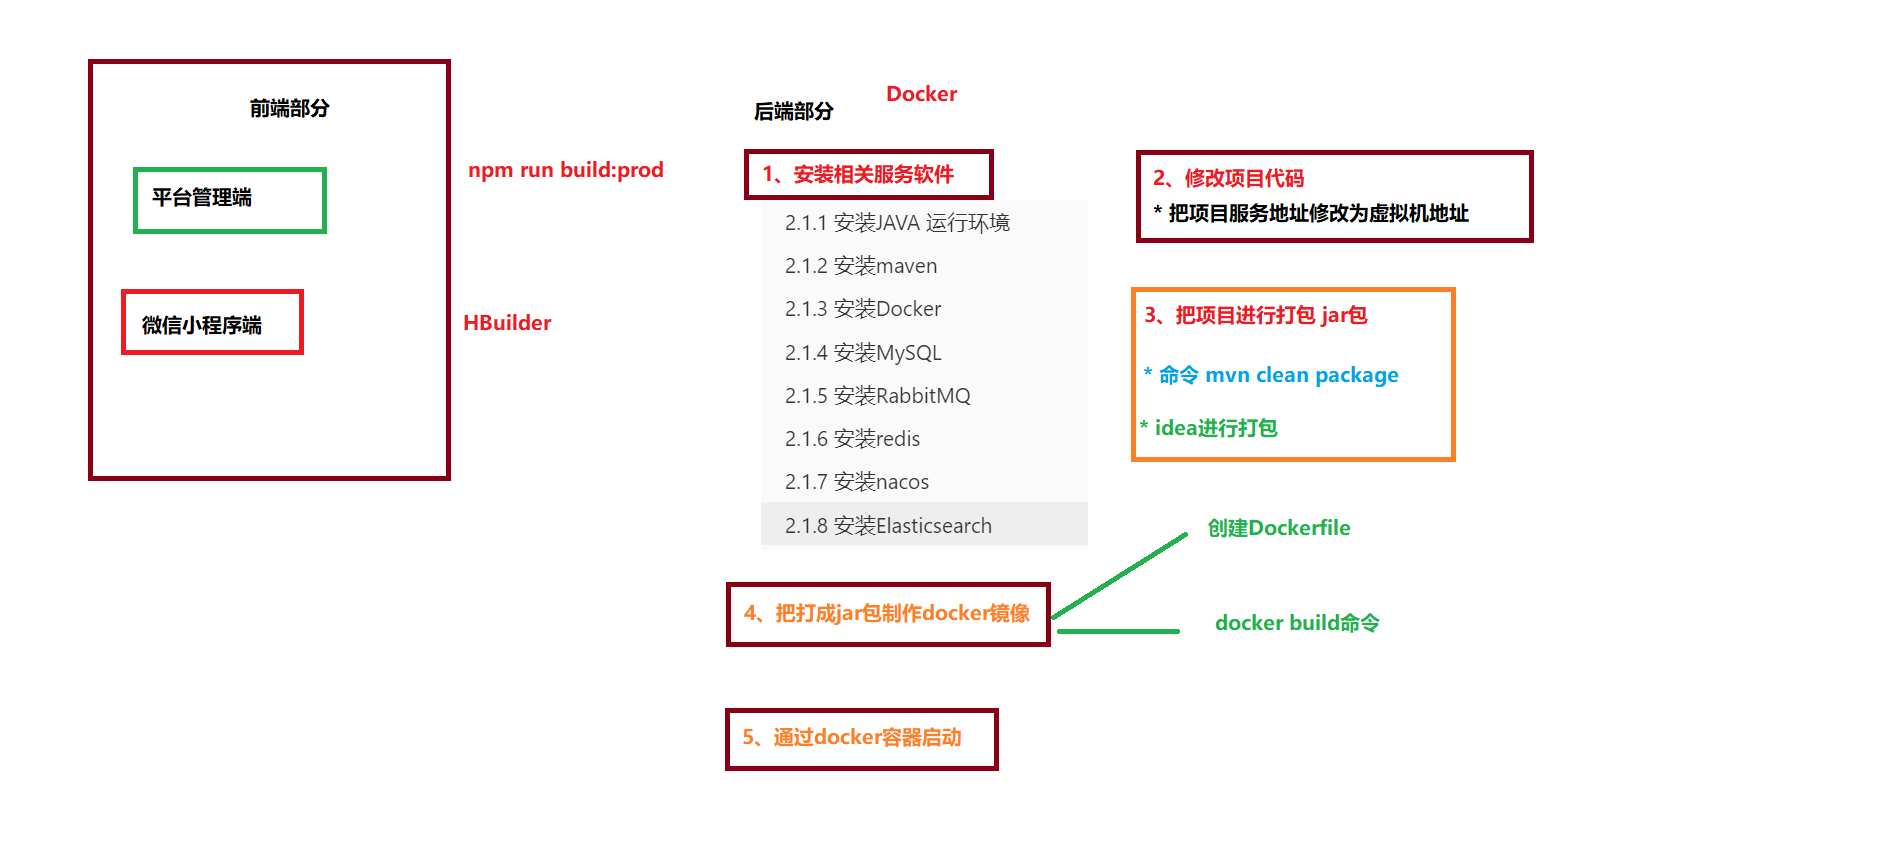 前端部分
平台管理端
微信小程序端
npm run build:prod
HBuilder
后端部分
Docker
1、安装相关服务软件
2.1.1 安装JAVA 运行环境
2.1.2 安装maven
2.1.3 安装Docker
2.1.4 安装MySQL
2.1.5 安装RabbitMQ
2.1.6 安装redis
2.1.7 安装nacos
2.1.8 安装Elasticsearch
2、修改项目代码
* 把项目服务地址修改为虚拟机地址
3、把项目进行打包 jar包
* 命令 mvn clean package
* idea进行打包
4、把打成jar包制作docker镜像
创建Dockerfile
docker build命令
5、通过docker容器启动